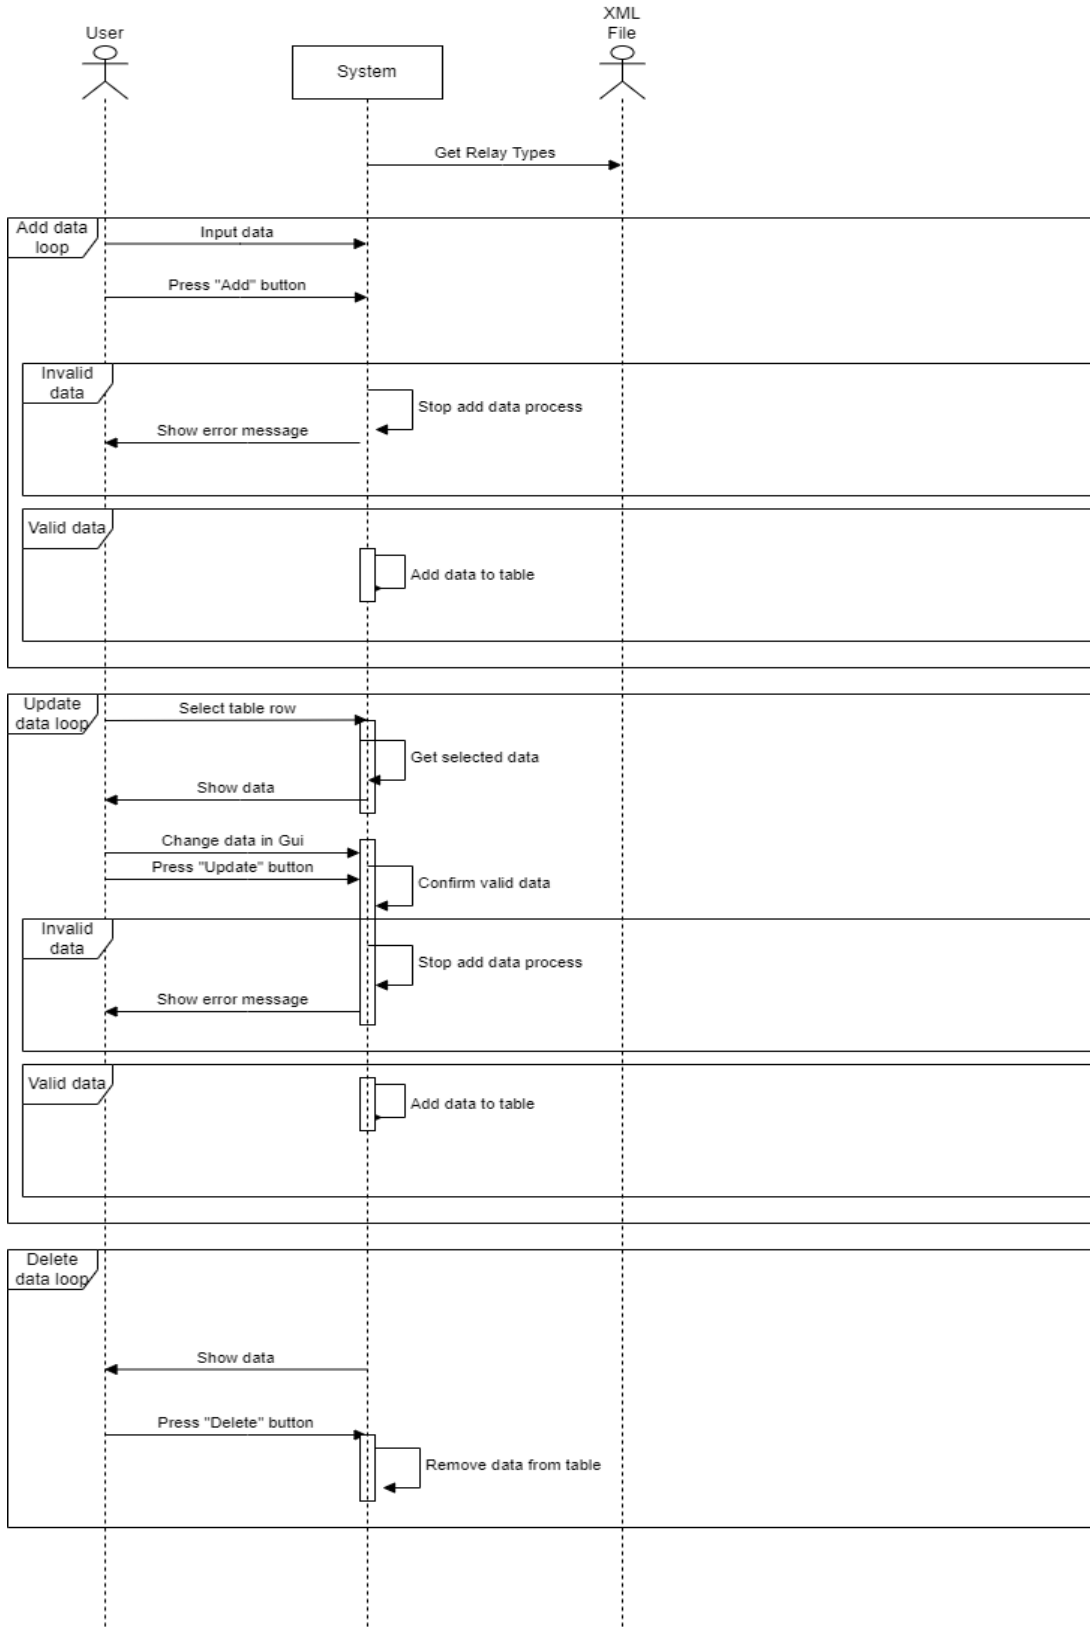 XML
User
File
System
Get Relay Types
Add data
loop
Input data
Press "Add" button
Invalid
data
Stop add data process
Show error message
Valid data
Add data to table
Update
data loop
Select table row
Get selected data
Show data
Change data in Gui
Press "Update" button
Confirm valid data
Invalid
data
Stop add data process
Show error message
Valid data
Add data to table
Delete
data loop
Show data
Press "Delete" button
Remove data from table